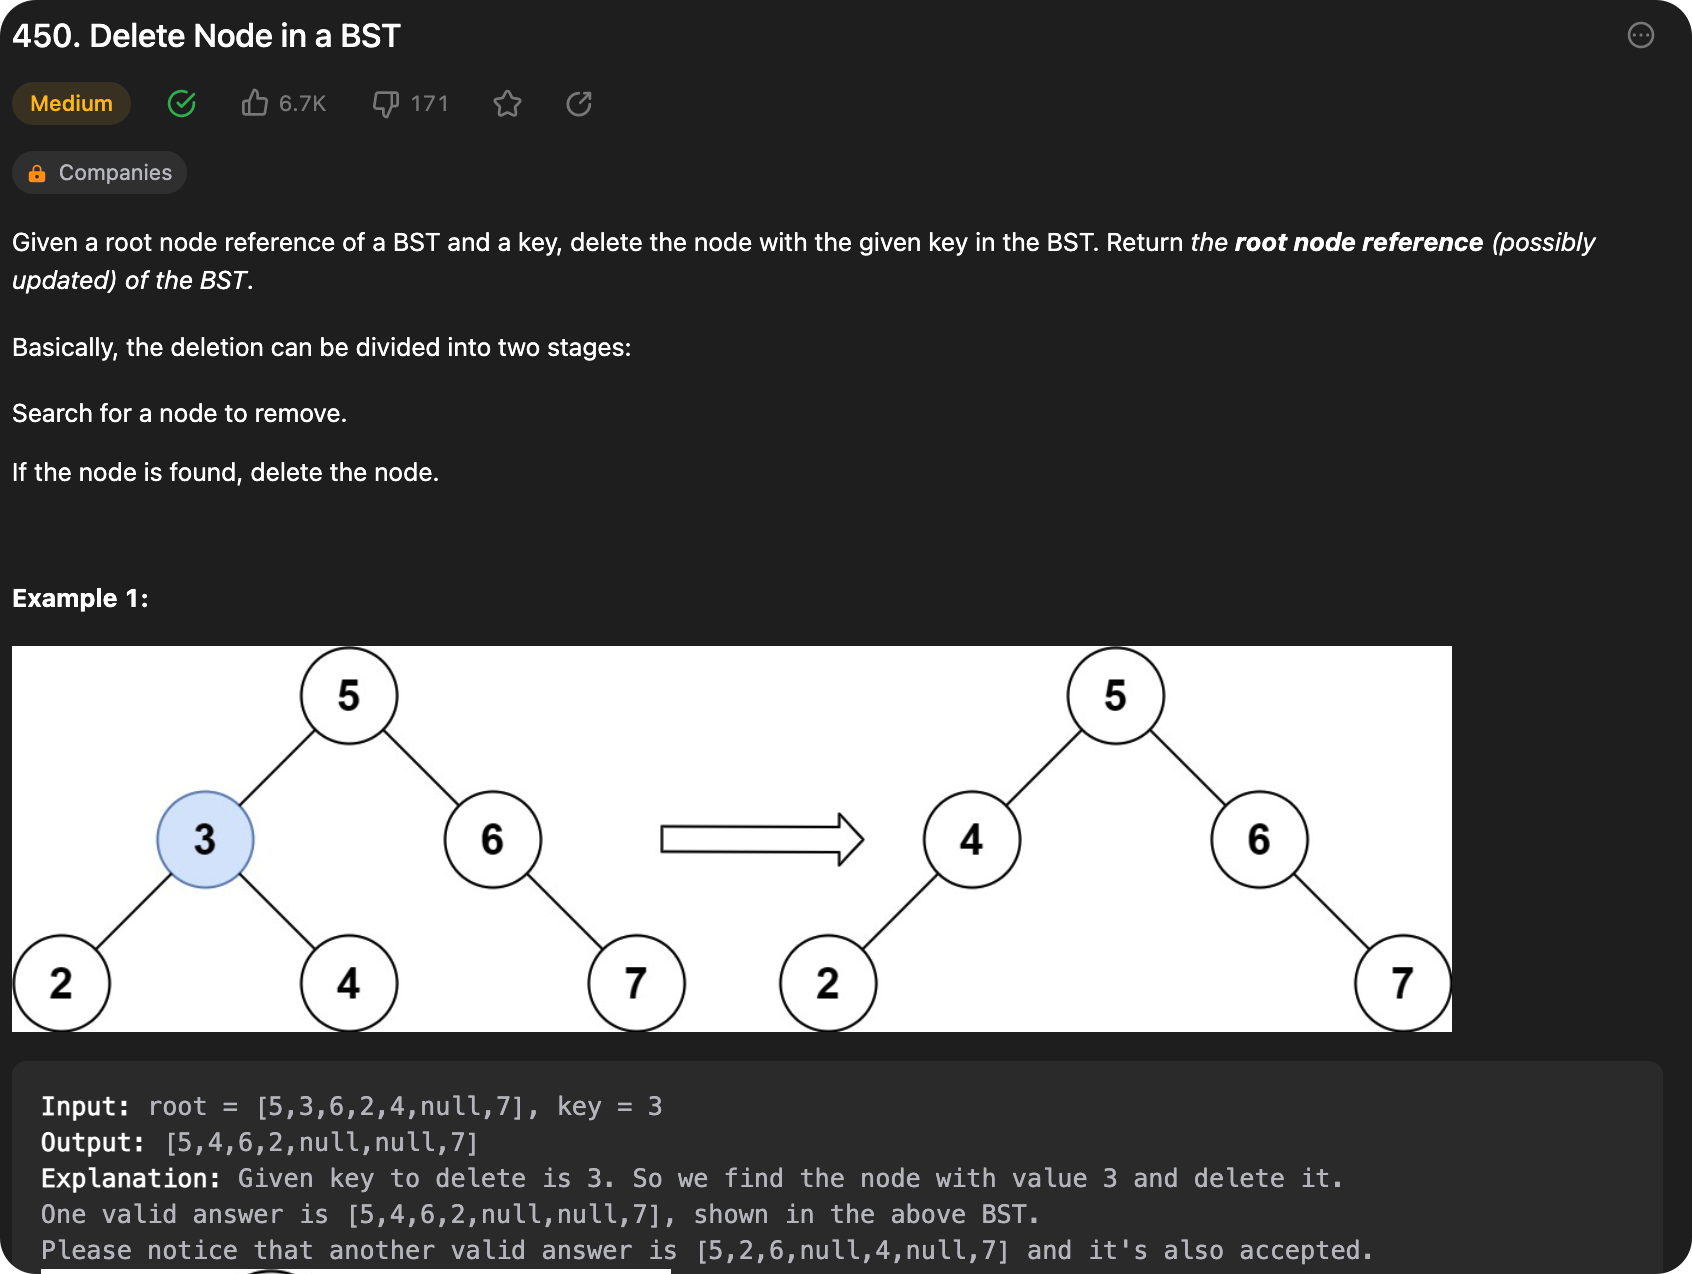 450. Delete Node in a BST
Medium 6.7K 171
Companies
Given a root node reference of a BST and a key, delete the node with the given key in the BST. Return the root node reference (possibly
updated) of the BST.
Basically, the deletion can be divided into two stages:
Search for a node to remove.
If the node is found, delete the node.
Example 1:
5 5
3 6 4 6
2 4 7 2 7
Input: root = [5,3,6,2,4,null,7], key = 3
Output: [5,4,6,2,null,null,7]
Explanation: Given key to delete is 3. So we find the node with value 3 and delete it.
One valid answer is [5,4,6,2,null,null,7], shown in the above BST.
Please notice that another valid answer is [5,2,6,null,4,null,7] and it's also accepted.